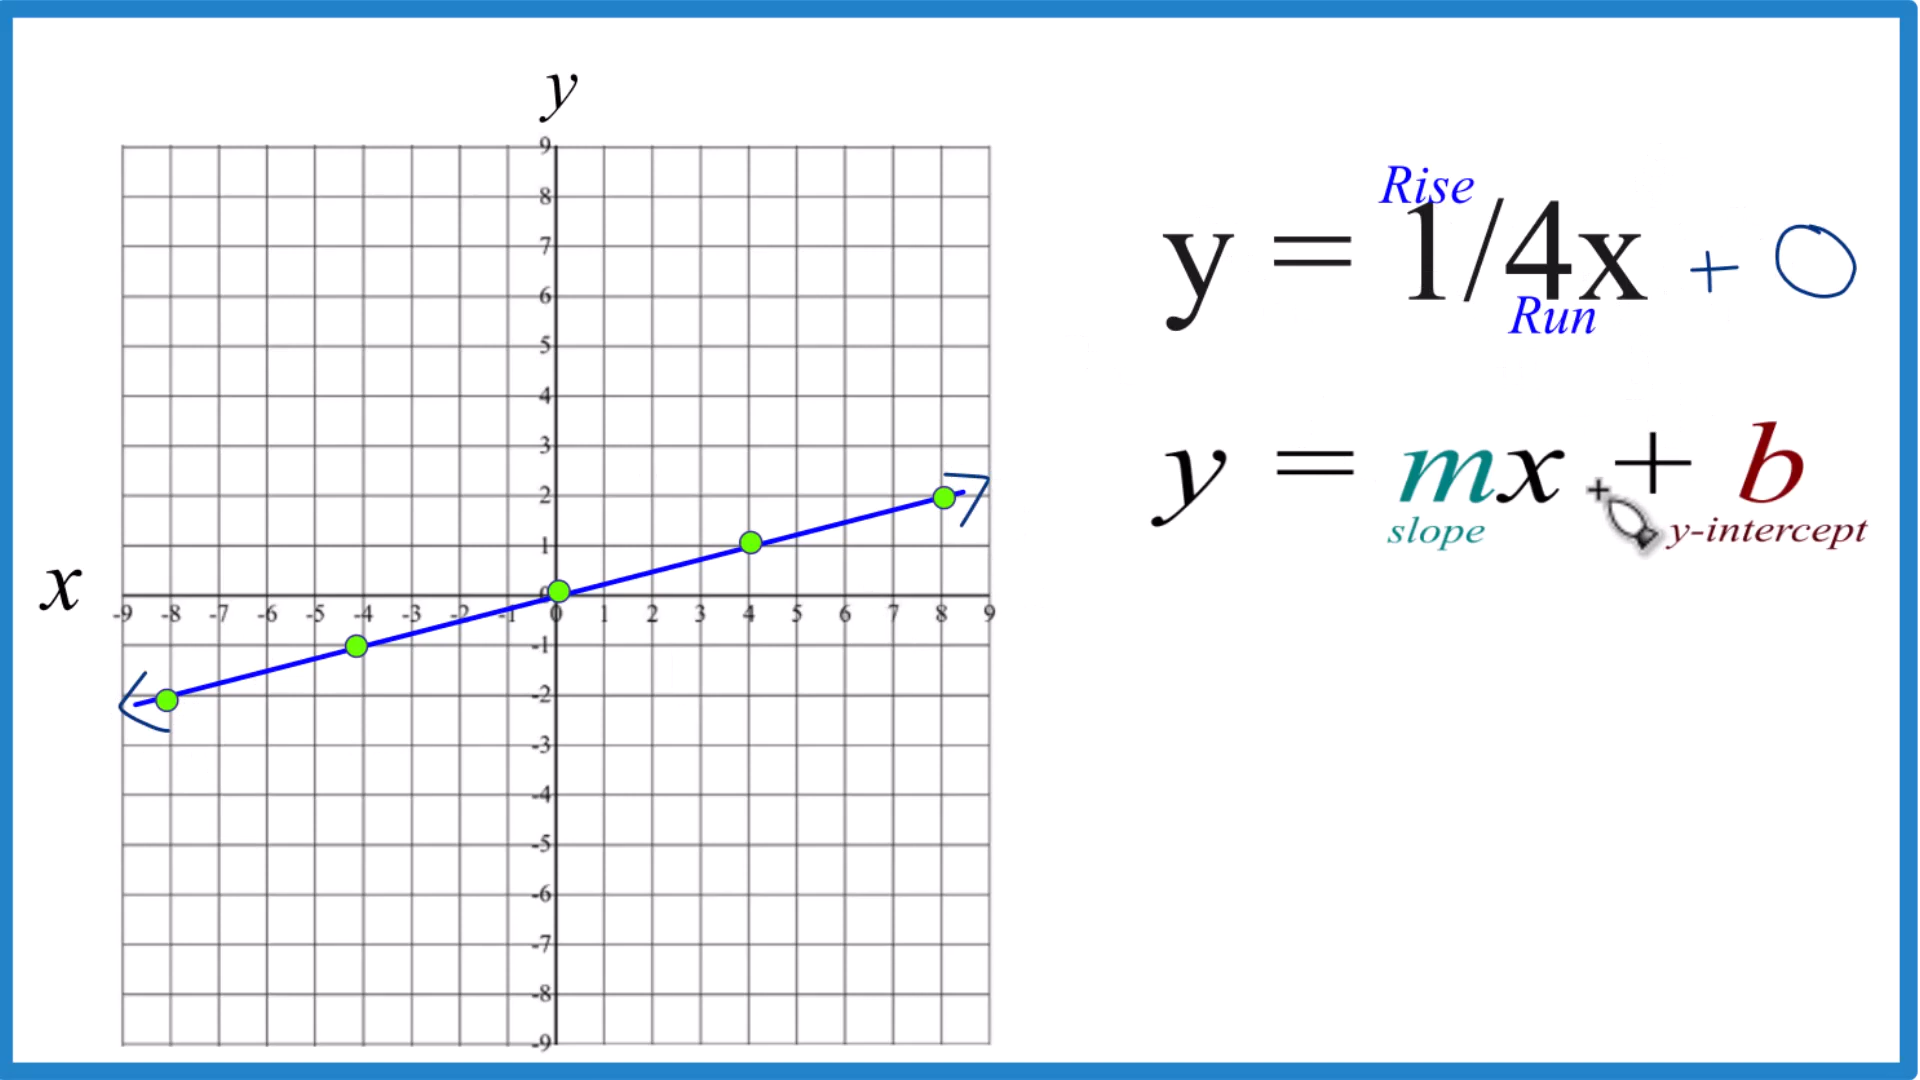 y
9
8
7
6
5
4
3
2
1
0
x
-9 -8 -7 -6 -5 -4 -3 -2 -1 0 1 2 3 4 5 6 7 8 9
-1
-2
-3
-4
-5
-6
-7
-8
-9
Rise
y = 1/4x + 0
Run
y = mx + b
slope
y-intercept